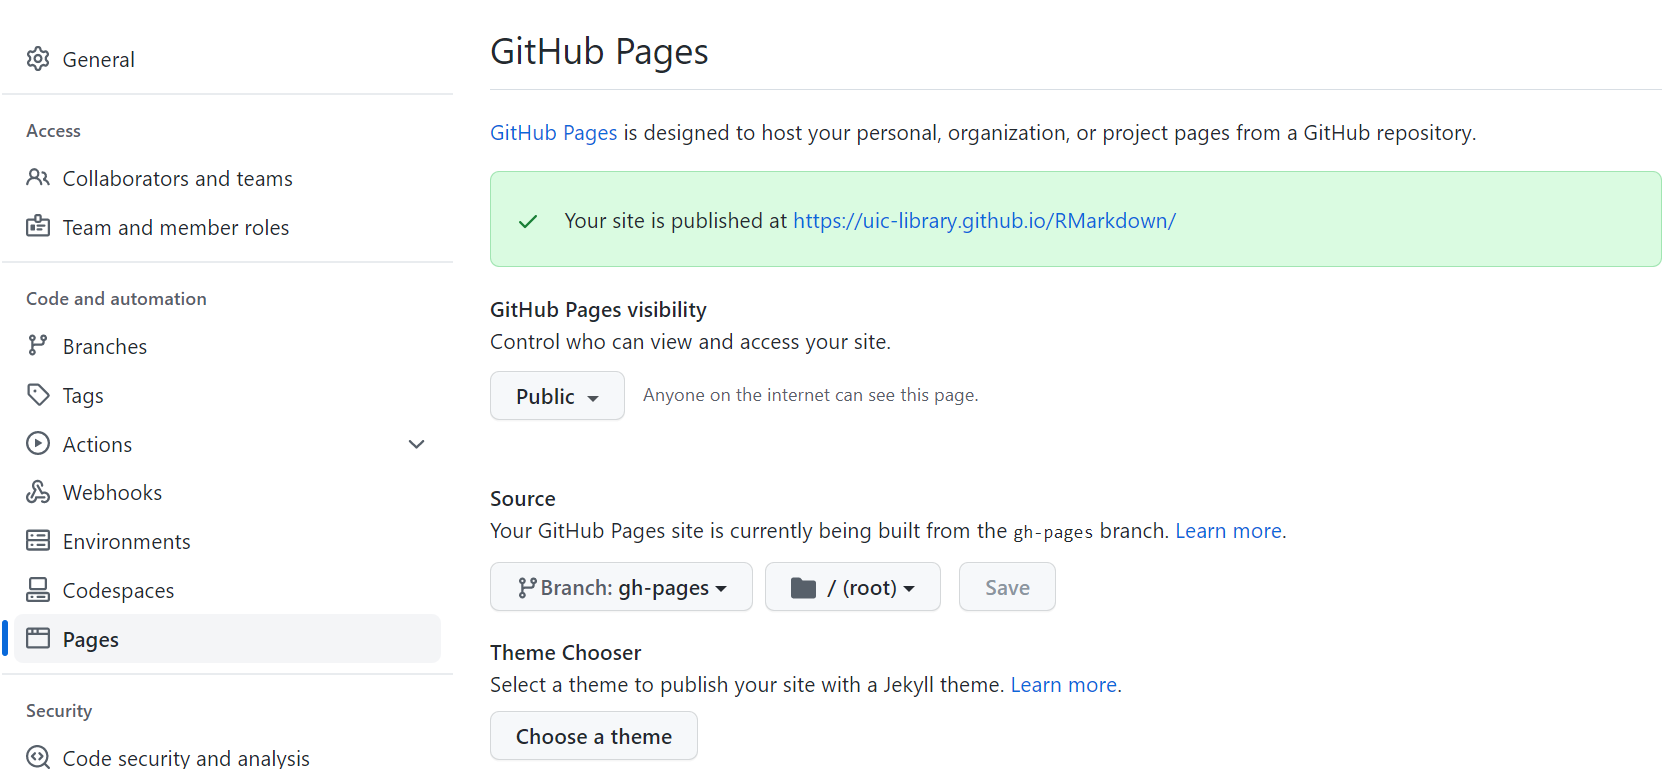 General
Access
Collaborators and teams
Team and member roles
Code and automation
Branches
Tags
Actions
Webhooks
Environments
Codespaces
Pages
Security
Code security and analysis
GitHub Pages
GitHub Pages is designed to host your personal, organization, or project pages from a GitHub repository.
Your site is published at https://uic-library.github.io/RMarkdown/
GitHub Pages visibility
Control who can view and access your site.
Public Anyone on the internet can see this page.
Source
Your GitHub Pages site is currently being built from the gh-pages branch. Learn more.
Branch: gh-pages / (root) Save
Theme Chooser
Select a theme to publish your site with a Jekyll theme. Learn more.
Choose a theme